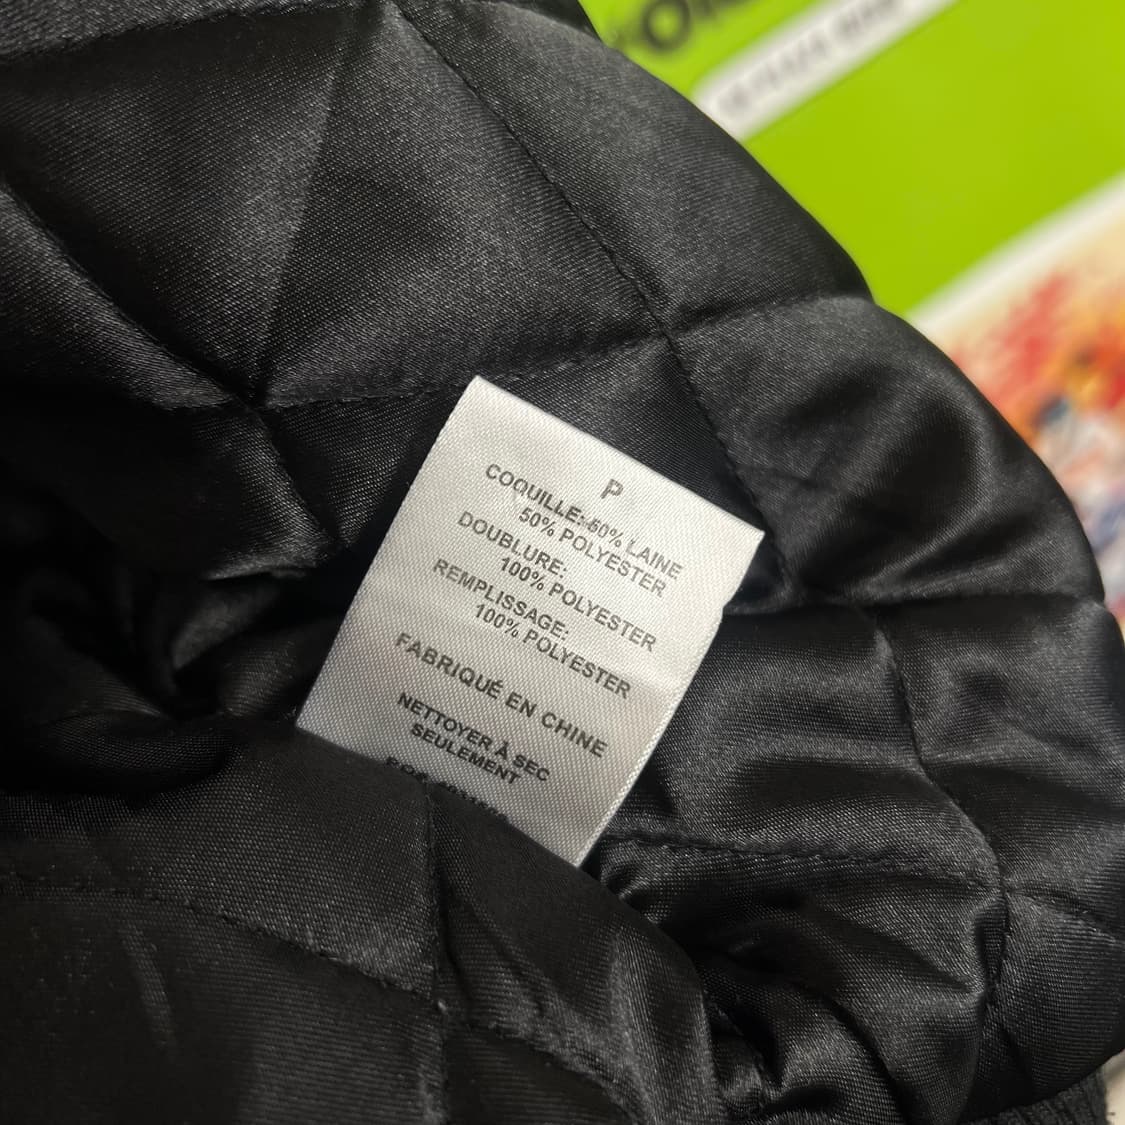 P
COQUILLE: 50% LAINE
50% POLYESTER
DOUBLURE:
100% POLYESTER
REMPLISSAGE:
100% POLYESTER
FABRIQUÉ EN CHINE
NETTOYER À SEC
SEULEMENT